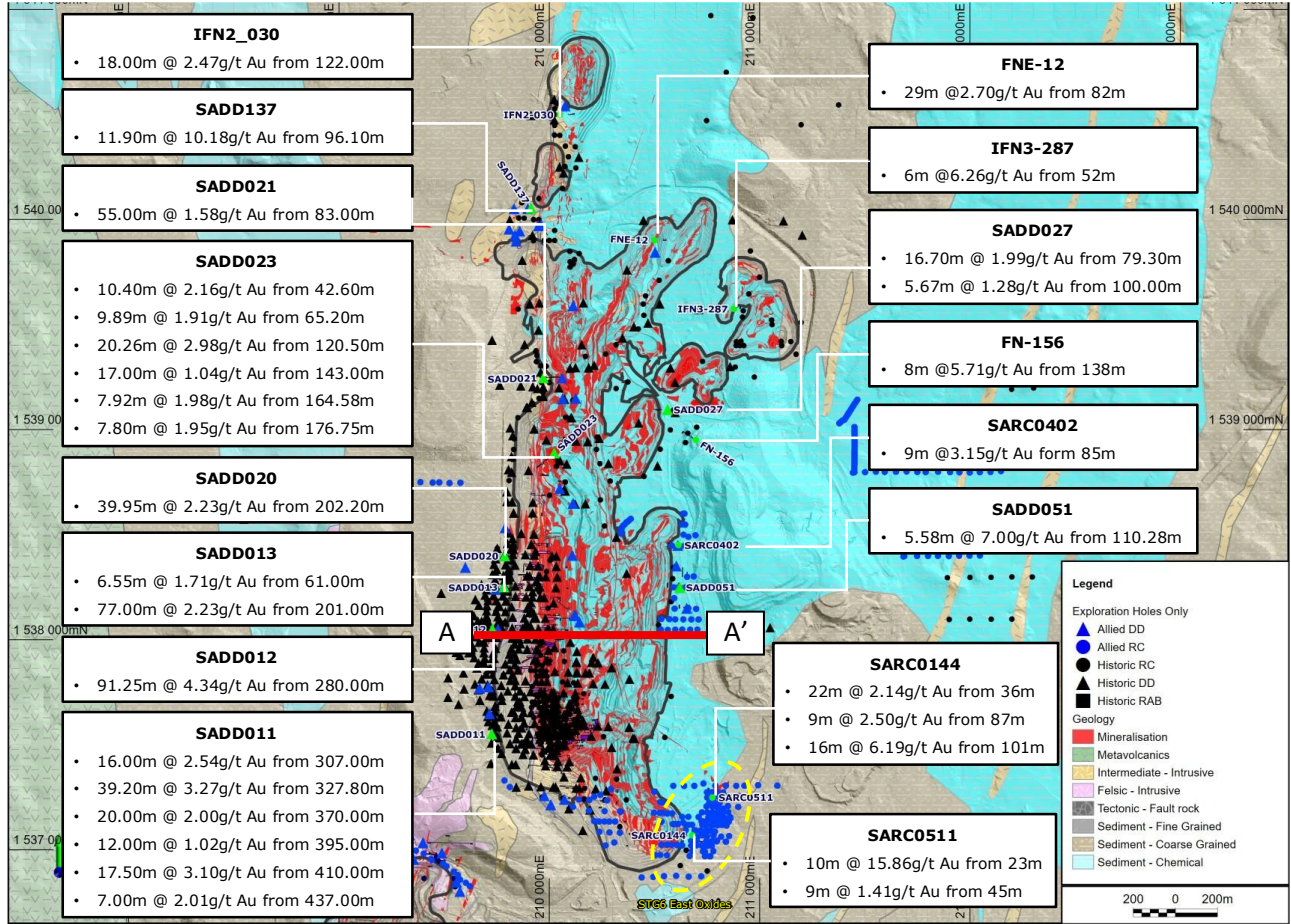 210 000mE
211 000mE
IFN2_030
• 18.00m @ 2.47g/t Au from 122.00m
SADD137
• 11.90m @ 10.18g/t Au from 96.10m
SADD021
• 55.00m @ 1.58g/t Au from 83.00m
SADD023
• 10.40m @ 2.16g/t Au from 42.60m
• 9.89m @ 1.91g/t Au from 65.20m
• 20.26m @ 2.98g/t Au from 120.50m
• 17.00m @ 1.04g/t Au from 143.00m
• 7.92m @ 1.98g/t Au from 164.58m
• 7.80m @ 1.95g/t Au from 176.75m
SADD020
• 39.95m @ 2.23g/t Au from 202.20m
SADD013
• 6.55m @ 1.71g/t Au from 61.00m
• 77.00m @ 2.23g/t Au from 201.00m
SADD012
• 91.25m @ 4.34g/t Au from 280.00m
SADD011
• 16.00m @ 2.54g/t Au from 307.00m
• 39.20m @ 3.27g/t Au from 327.80m
• 20.00m @ 2.00g/t Au from 370.00m
• 12.00m @ 1.02g/t Au from 395.00m
• 17.50m @ 3.10g/t Au from 410.00m
• 7.00m @ 2.01g/t Au from 437.00m
FNE-12
• 29m @2.70g/t Au from 82m
IFN3-287
• 6m @6.26g/t Au from 52m
SADD027
• 16.70m @ 1.99g/t Au from 79.30m
• 5.67m @ 1.28g/t Au from 100.00m
FN-156
• 8m @5.71g/t Au from 138m
SARC0402
• 9m @3.15g/t Au form 85m
SADD051
• 5.58m @ 7.00g/t Au from 110.28m
SARC0144
• 22m @ 2.14g/t Au from 36m
• 9m @ 2.50g/t Au from 87m
• 16m @ 6.19g/t Au from 101m
SARC0511
• 10m @ 15.86g/t Au from 23m
• 9m @ 1.41g/t Au from 45m
IFN2-030
SADD137
FNE-12
IFN3-287
SADD021
SADD027
SADD023
FN-156
SARC0402
SADD020
SADD013
SADD051
A
A'
SADD011
SARC0511
SARC0144
STG6 East Oxides
1 540 00
1 540 000mN
1 539 00
1 539 000mN
1 538 000mN
1 537 00
210 000mE
211 000mE
Legend
Exploration Holes Only
Allied DD
Allied RC
Historic RC
Historic DD
Historic RAB
Geology
Mineralisation
Metavolcanics
Intermediate - Intrusive
Felsic - Intrusive
Tectonic - Fault rock
Sediment - Fine Grained
Sediment - Coarse Grained
Sediment - Chemical
200 0 200m